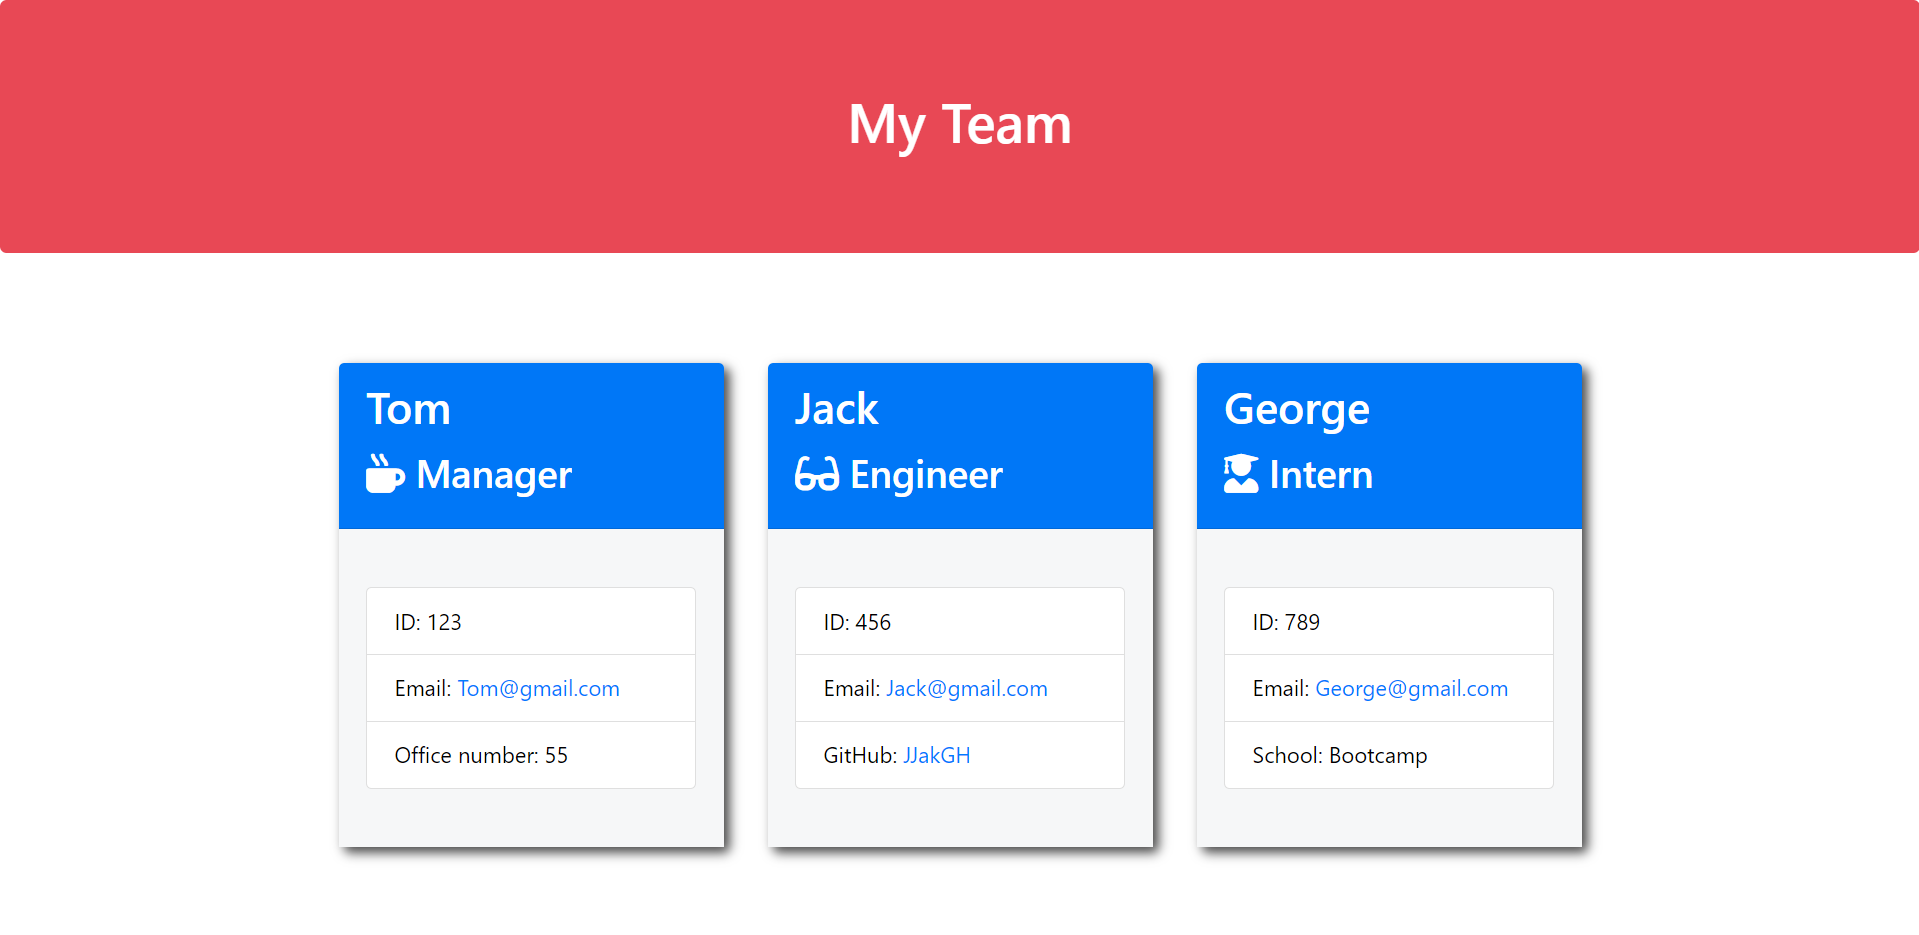 My Team
Tom
Manager
ID: 123
Email: Tom@gmail.com
Office number: 55
Jack
Engineer
ID: 456
Email: Jack@gmail.com
GitHub: JJakGH
George
Intern
ID: 789
Email: George@gmail.com
School: Bootcamp